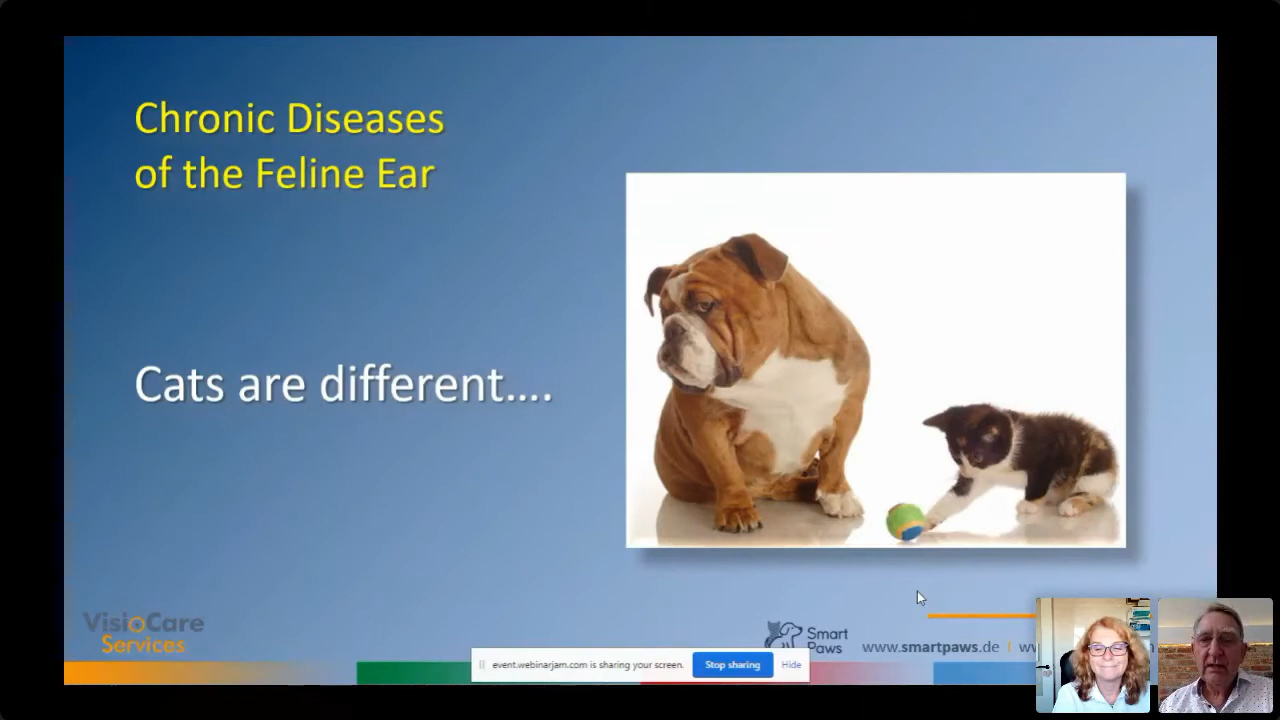 Chronic Diseases
of the Feline Ear
Cats are different....
VisioCare
Services
Smart
Paws
www.smartpaws.de
event.webinarjam.com is sharing your screen.
Stop sharing
Hide